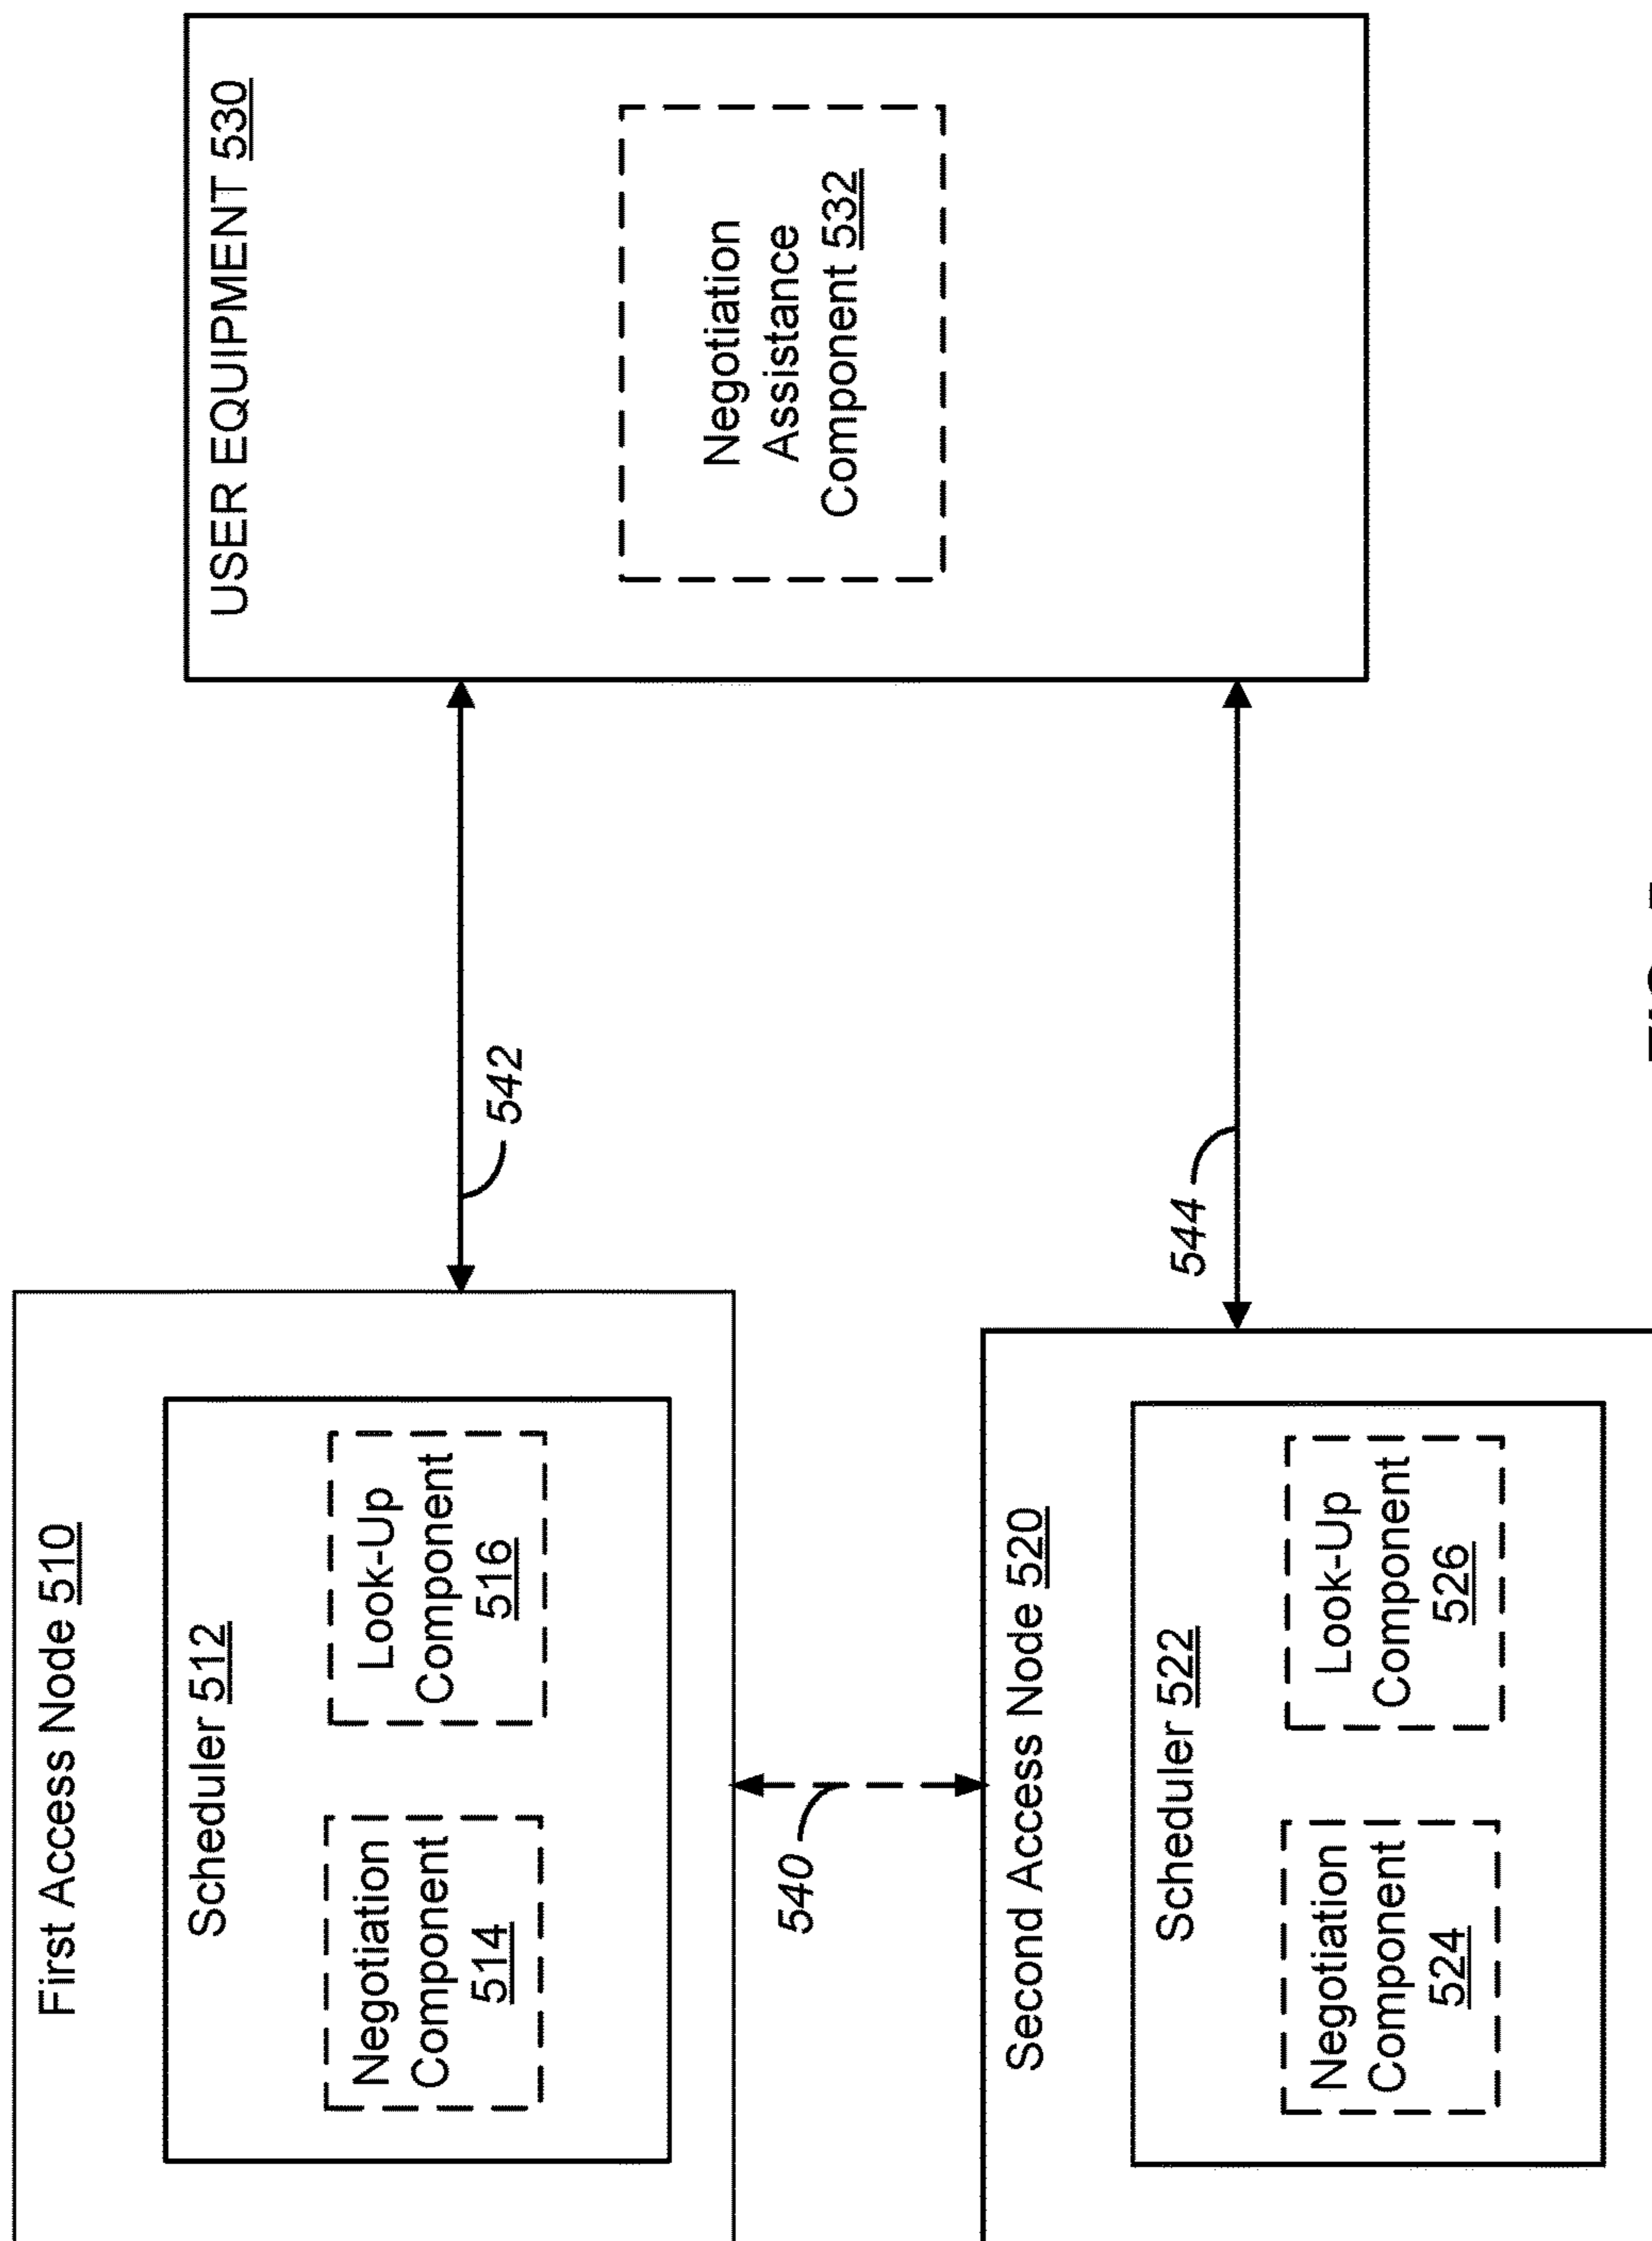 First Access Node 510
Scheduler 512
Negotiation
Component
514
Look-Up
Component
516
542
USER EQUIPMENT 530
Negotiation
Assistance
Component 532
540
544
Second Access Node 520
Scheduler 522
Negotiation
Component
524
Look-Up
Component
526